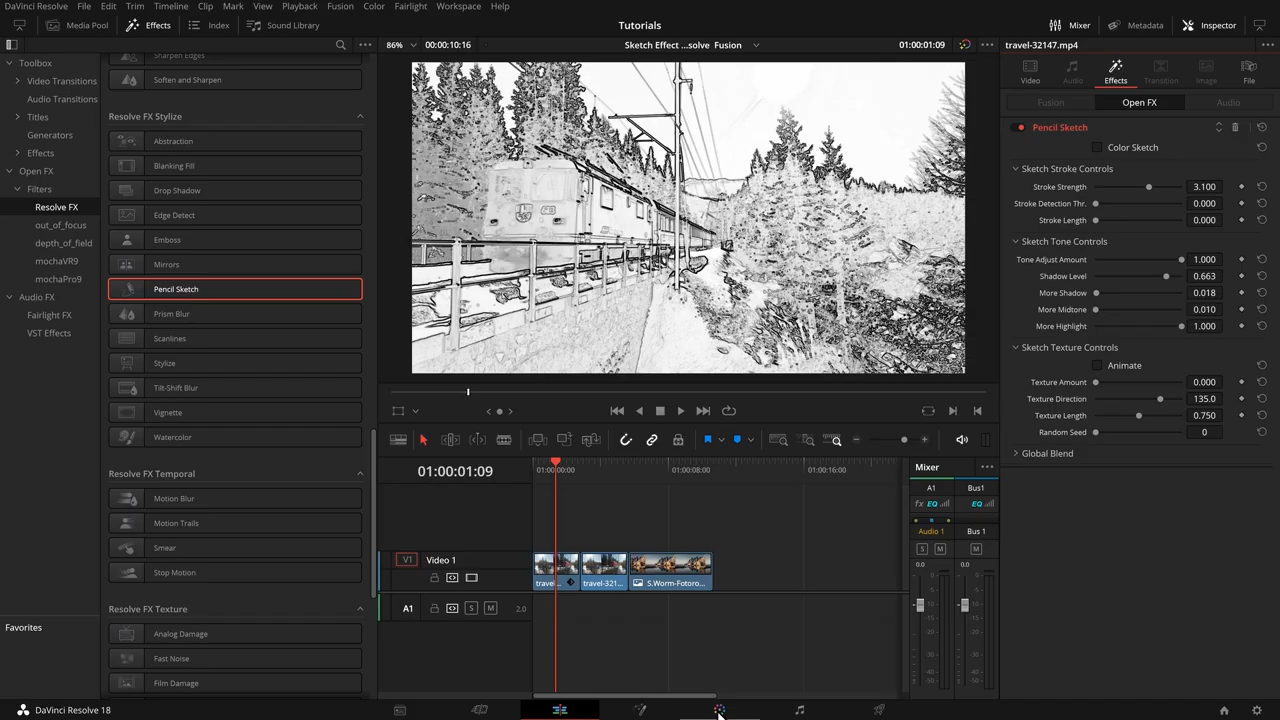 DaVinci Resolve File Edit Trim Timeline Clip Mark View Playback Fusion Color Fairlight Workspace Help
Media Pool Effects Index Sound Library Tutorials Mixer Metadata Inspector
86% 00:00:10:16 Sketch Effect ...solve Fusion 01:00:01:09 travel-32147.mp4
Toolbox
Video Transitions
Audio Transitions
Titles
Generators
Effects
Open FX
Filters
Resolve FX
out_of_focus
depth_of_field
mochaVR9
mochaPro9
Audio FX
Fairlight FX
VST Effects
Favorites
Sharpen Edges
Soften and Sharpen
Resolve FX Stylize
Abstraction
Blanking Fill
Drop Shadow
Edge Detect
Emboss
Mirrors
Pencil Sketch
Prism Blur
Scanlines
Stylize
Tilt-Shift Blur
Vignette
Watercolor
Resolve FX Temporal
Motion Blur
Motion Trails
Smear
Stop Motion
Resolve FX Texture
Analog Damage
Fast Noise
Film Damage
Video Audio Effects Transition Image File
Fusion Open FX Audio
Pencil Sketch
Color Sketch
Sketch Stroke Controls
Stroke Strength 3.100
Stroke Detection Thr. 0.000
Stroke Length 0.000
Sketch Tone Controls
Tone Adjust Amount 1.000
Shadow Level 0.663
More Shadow 0.018
More Midtone 0.010
More Highlight 1.000
Sketch Texture Controls
Animate
Texture Amount 0.000
Texture Direction 135.0
Texture Length 0.750
Random Seed 0
Global Blend
01:00:01:09
01:00:00:00 01:00:08:00 01:00:16:00
V1 Video 1
travel... travel-321... S.Worm-Fotoro...
A1 S M 2.0
Mixer
A1 Bus1
fx EQ EQ
Audio 1 Bus 1
S M M
0.0 0.0
DaVinci Resolve 18